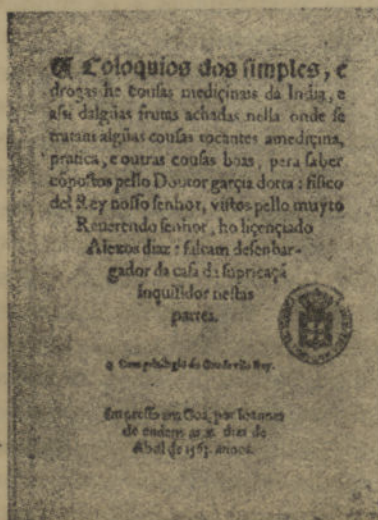 Coloquios dos simples, e
drogas he cousas mediçinais da India, e
assi dalgũas frutas achadas nella onde se
tratam algũas cousas tocantes amediçina,
pratica, e outras cousas boas, pera saber
cõpostos pello Doutor garçia dorta: fisico
del Rey nosso senhor, vistos pello muyto
Reuerendo senhor, ho liçençiado
Alexos diaz: falcam desenbar-
gador da casa da supricaçã
inquisidor nestas
partes.
Com priuilegio do Rey.
Impresso em Goa, por Ioannes
de endem as x. dias de
Abril de 1563. annos.